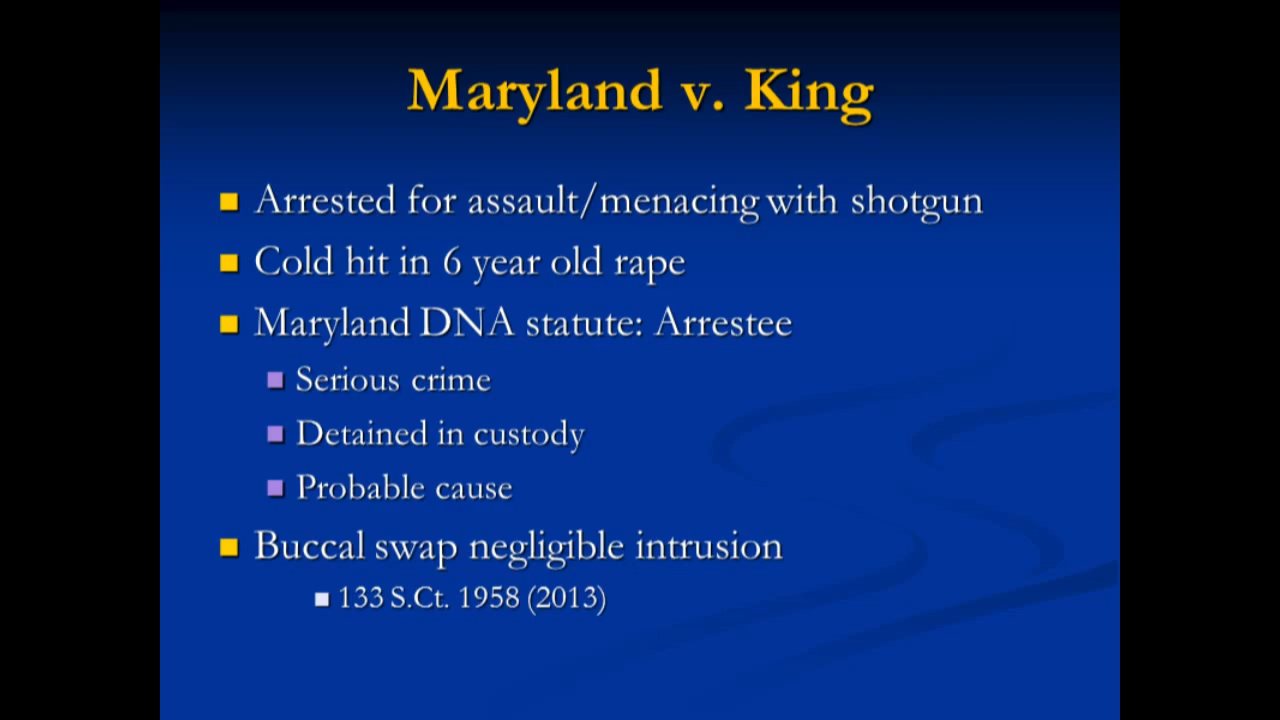 Maryland v. King
Arrested for assault/menacing with shotgun
Cold hit in 6 year old rape
Maryland DNA statute: Arrestee
Serious crime
Detained in custody
Probable cause
Buccal swap negligible intrusion
133 S.Ct. 1958 (2013)